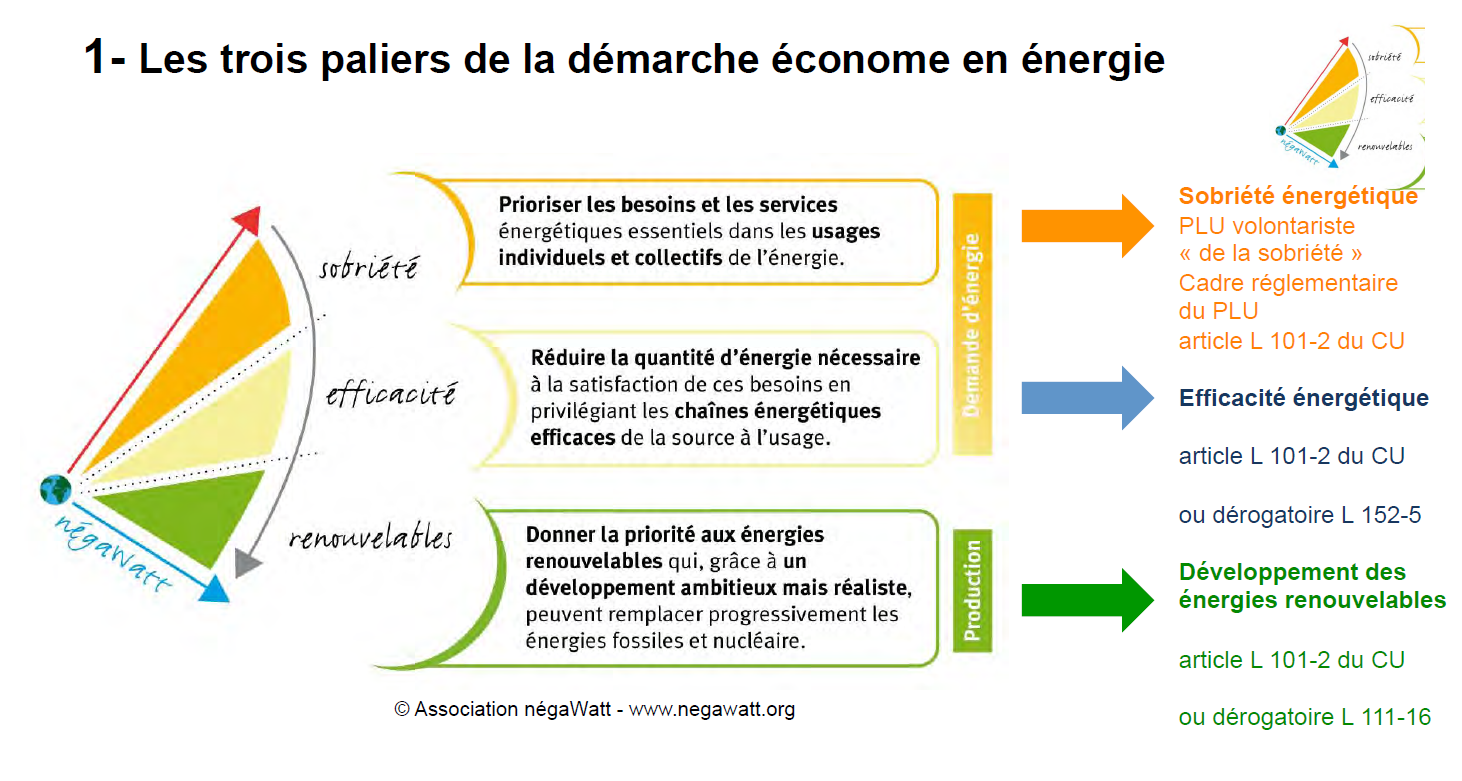 1- Les trois paliers de la démarche économe en énergie
sobriété
efficacité
renouvelables
négaWatt
sobriété
efficacité
renouvelables
négaWatt
Prioriser les besoins et les services
énergétiques essentiels dans les usages
individuels et collectifs de l'énergie.
Réduire la quantité d'énergie nécessaire
à la satisfaction de ces besoins en
privilégiant les chaînes énergétiques
efficaces de la source à l'usage.
Demande d'énergie
Donner la priorité aux énergies
renouvelables qui, grâce à un
développement ambitieux mais réaliste,
peuvent remplacer progressivement les
énergies fossiles et nucléaire.
Production
Sobriété énergétique
PLU volontariste
« de la sobriété »
Cadre réglementaire
du PLU
article L 101-2 du CU
Efficacité énergétique
article L 101-2 du CU
ou dérogatoire L 152-5
Développement des
énergies renouvelables
article L 101-2 du CU
ou dérogatoire L 111-16
© Association négaWatt - www.negawatt.org